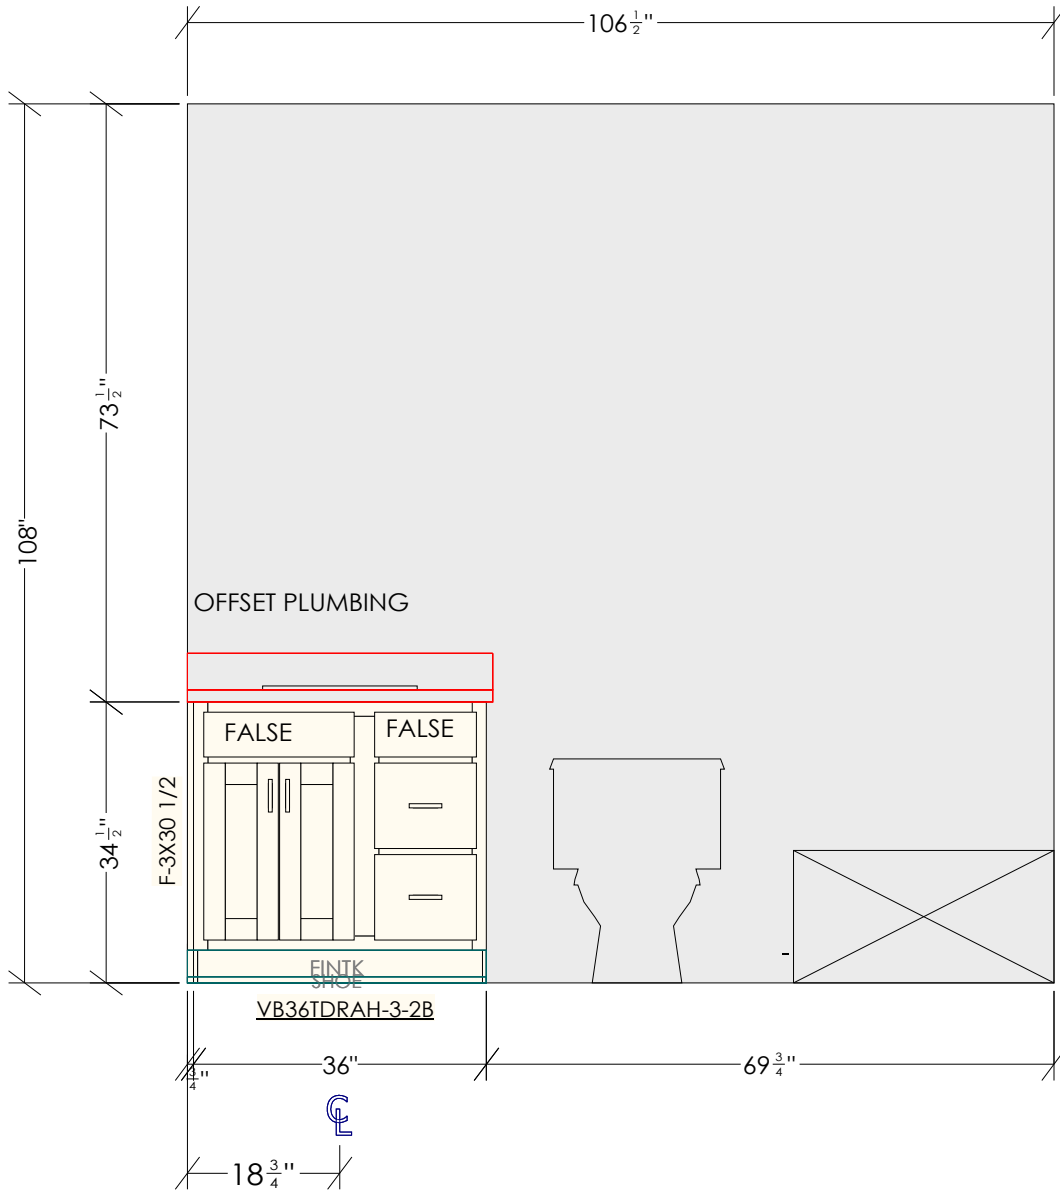 106 1/2"
73 1/2"
108"
OFFSET PLUMBING
FALSE
FALSE
F-3X30 1/2
34 1/2"
FINTK
SHOE
VB36TDRAH-3-2B
3/4"
36"
69 3/4"
CL
18 3/4"